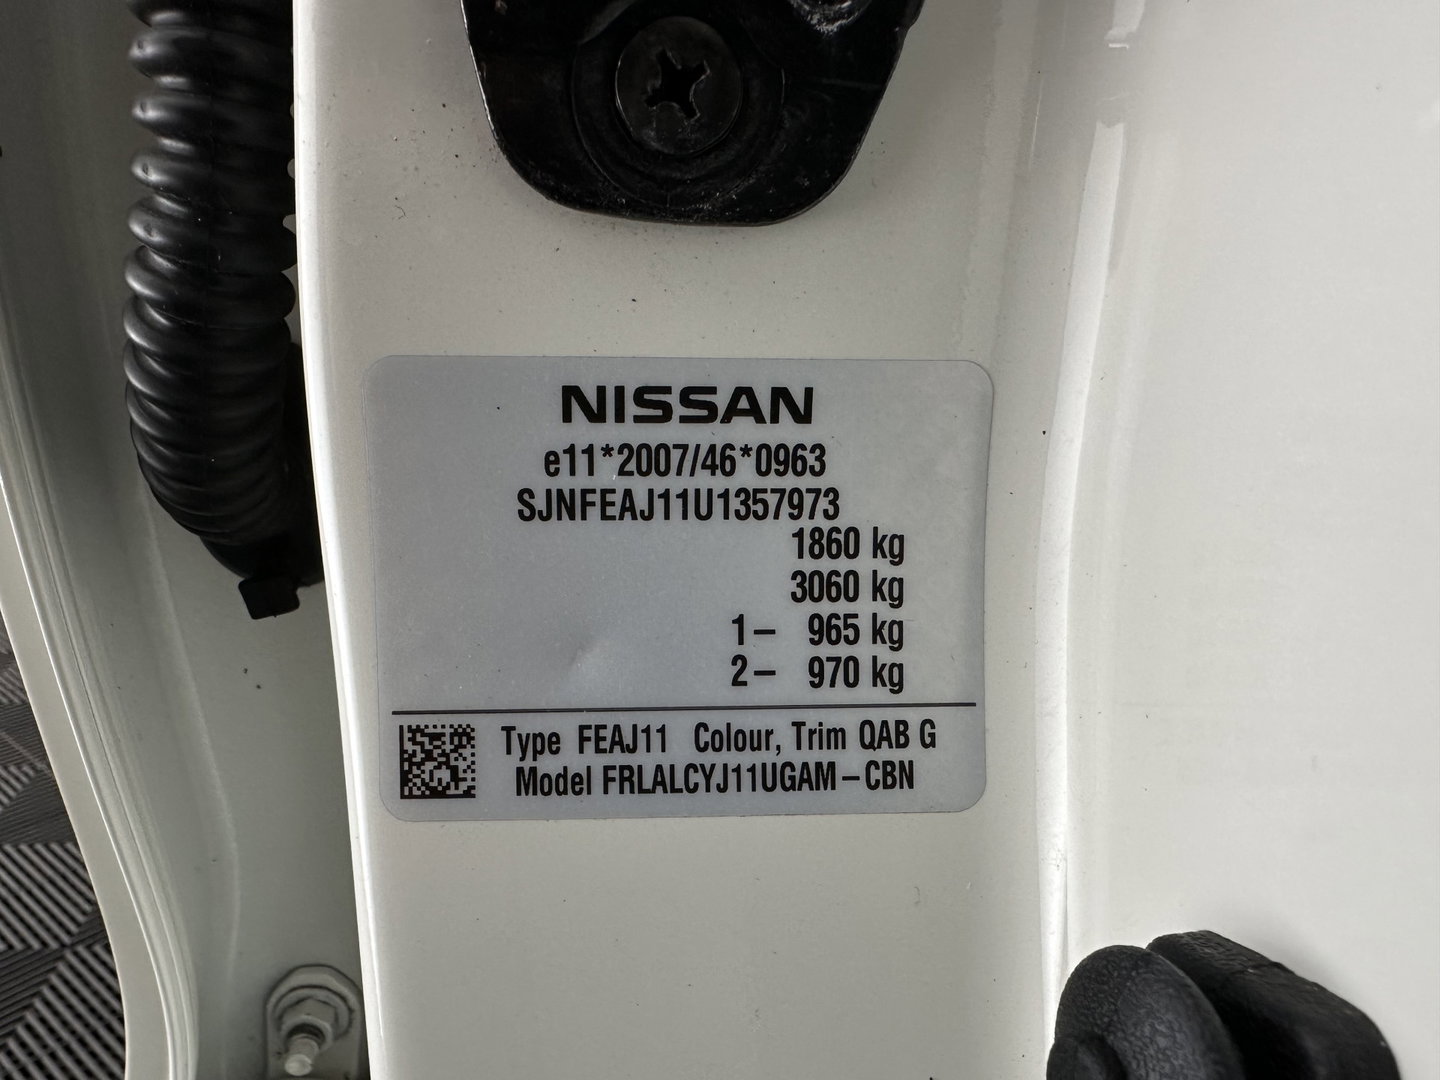 NISSAN
e11*2007/46*0963
SJNFEAJ11U1357973
1860 kg
3060 kg
1– 965 kg
2– 970 kg
Type FEAJ11 Colour, Trim QAB G
Model FRLALCYJ11UGAM–CBN